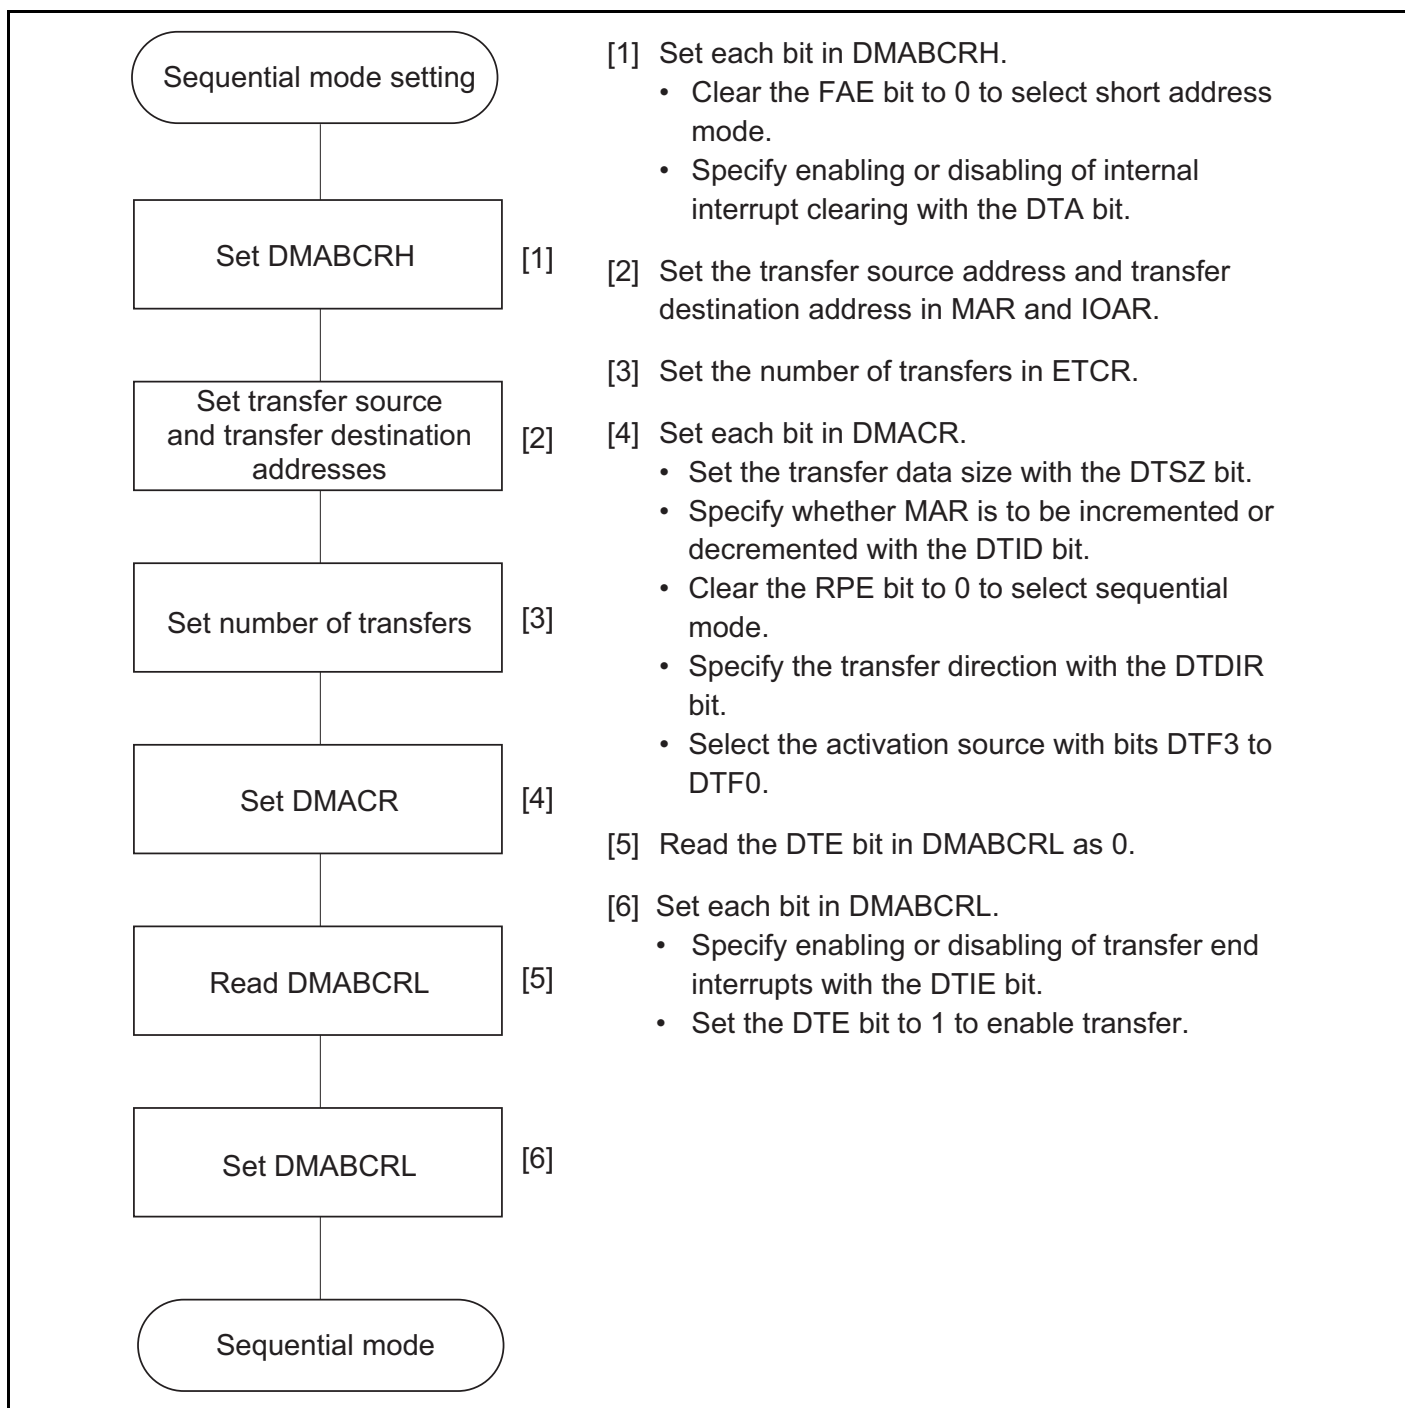 Sequential mode setting
Set DMABCRH
[1]
Set transfer source
and transfer destination
addresses
[2]
Set number of transfers
[3]
Set DMACR
[4]
Read DMABCRL
[5]
Set DMABCRL
[6]
Sequential mode
[1] Set each bit in DMABCRH.
• Clear the FAE bit to 0 to select short address
mode.
• Specify enabling or disabling of internal
interrupt clearing with the DTA bit.
[2] Set the transfer source address and transfer
destination address in MAR and IOAR.
[3] Set the number of transfers in ETCR.
[4] Set each bit in DMACR.
• Set the transfer data size with the DTSZ bit.
• Specify whether MAR is to be incremented or
decremented with the DTID bit.
• Clear the RPE bit to 0 to select sequential
mode.
• Specify the transfer direction with the DTDIR
bit.
• Select the activation source with bits DTF3 to
DTF0.
[5] Read the DTE bit in DMABCRL as 0.
[6] Set each bit in DMABCRL.
• Specify enabling or disabling of transfer end
interrupts with the DTIE bit.
• Set the DTE bit to 1 to enable transfer.